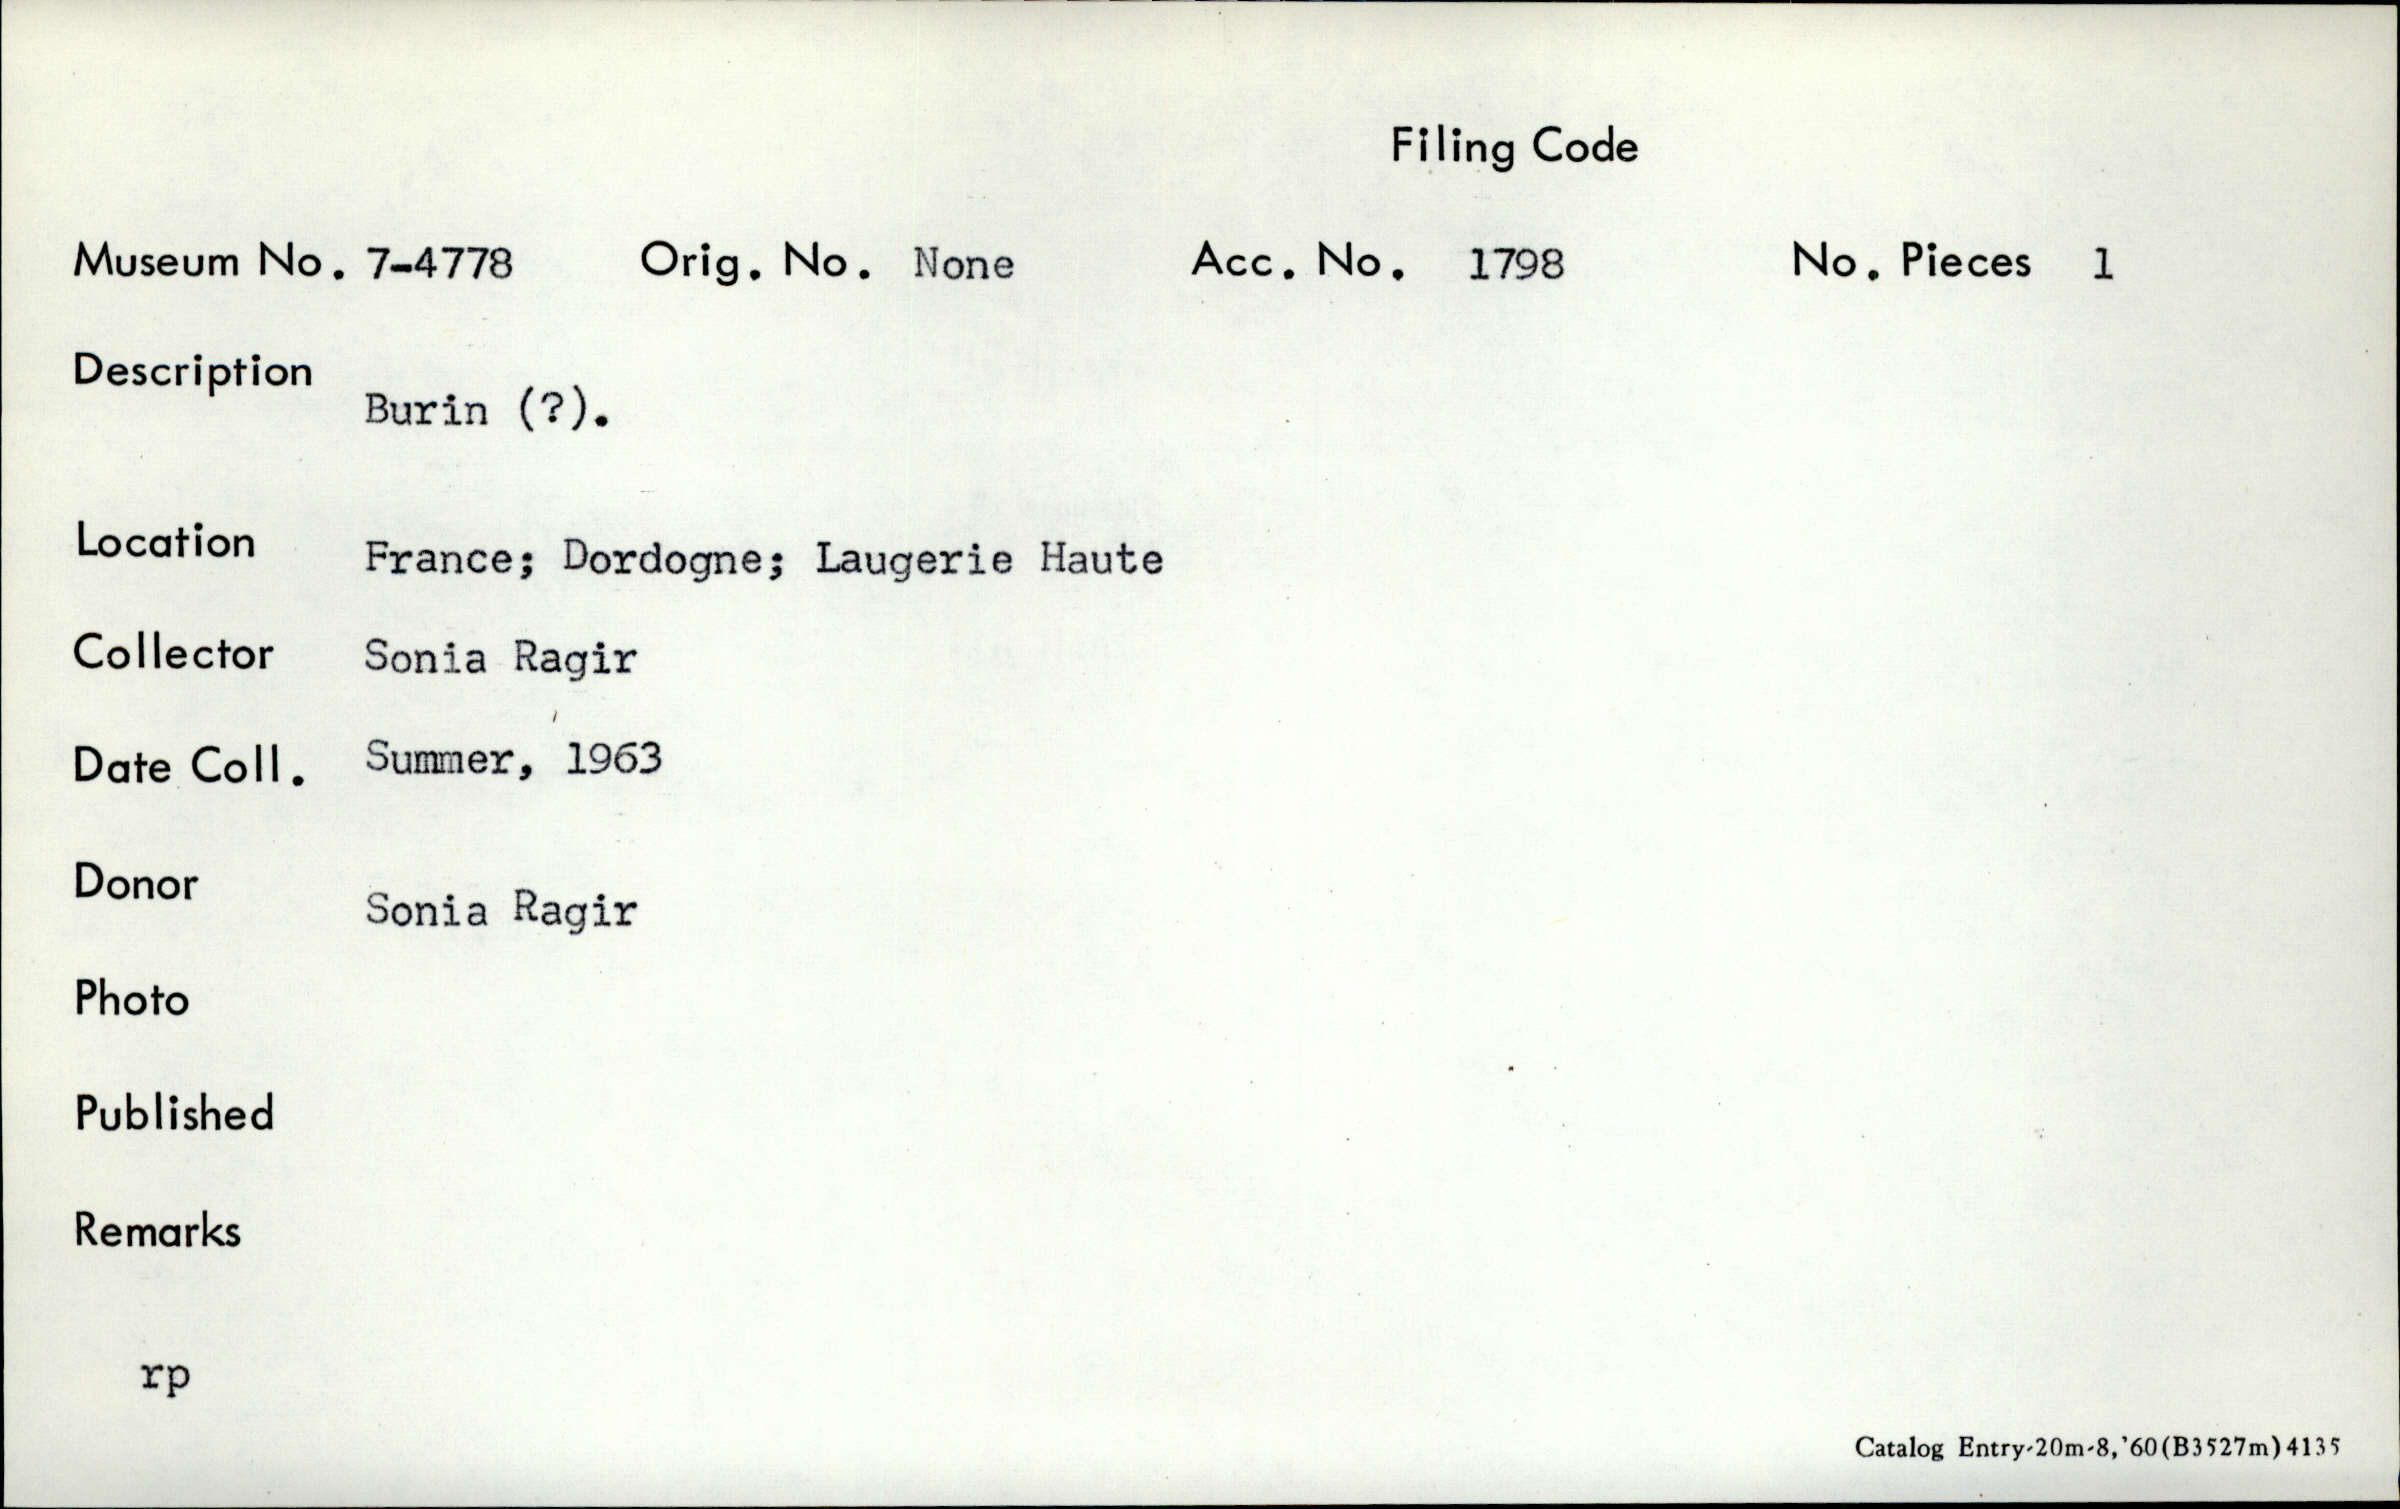 Filing Code
Museum No. 7-4778 Orig. No. None Acc. No. 1798 No. Pieces 1
Description
Burin (?).
Location France; Dordogne; Laugerie Haute
Collector Sonia Ragir
Date Coll. Summer, 1963
Donor
Sonia Ragir
Photo
Published
Remarks
rp
Catalog Entry-20m-8,'60(B3527m)4135